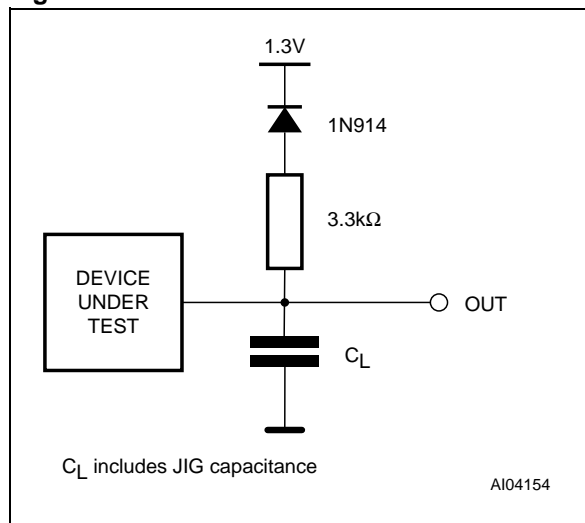 1.3V
1N914
3.3kΩ
DEVICE
UNDER
TEST
OUT
CL
CL includes JIG capacitance
AI04154